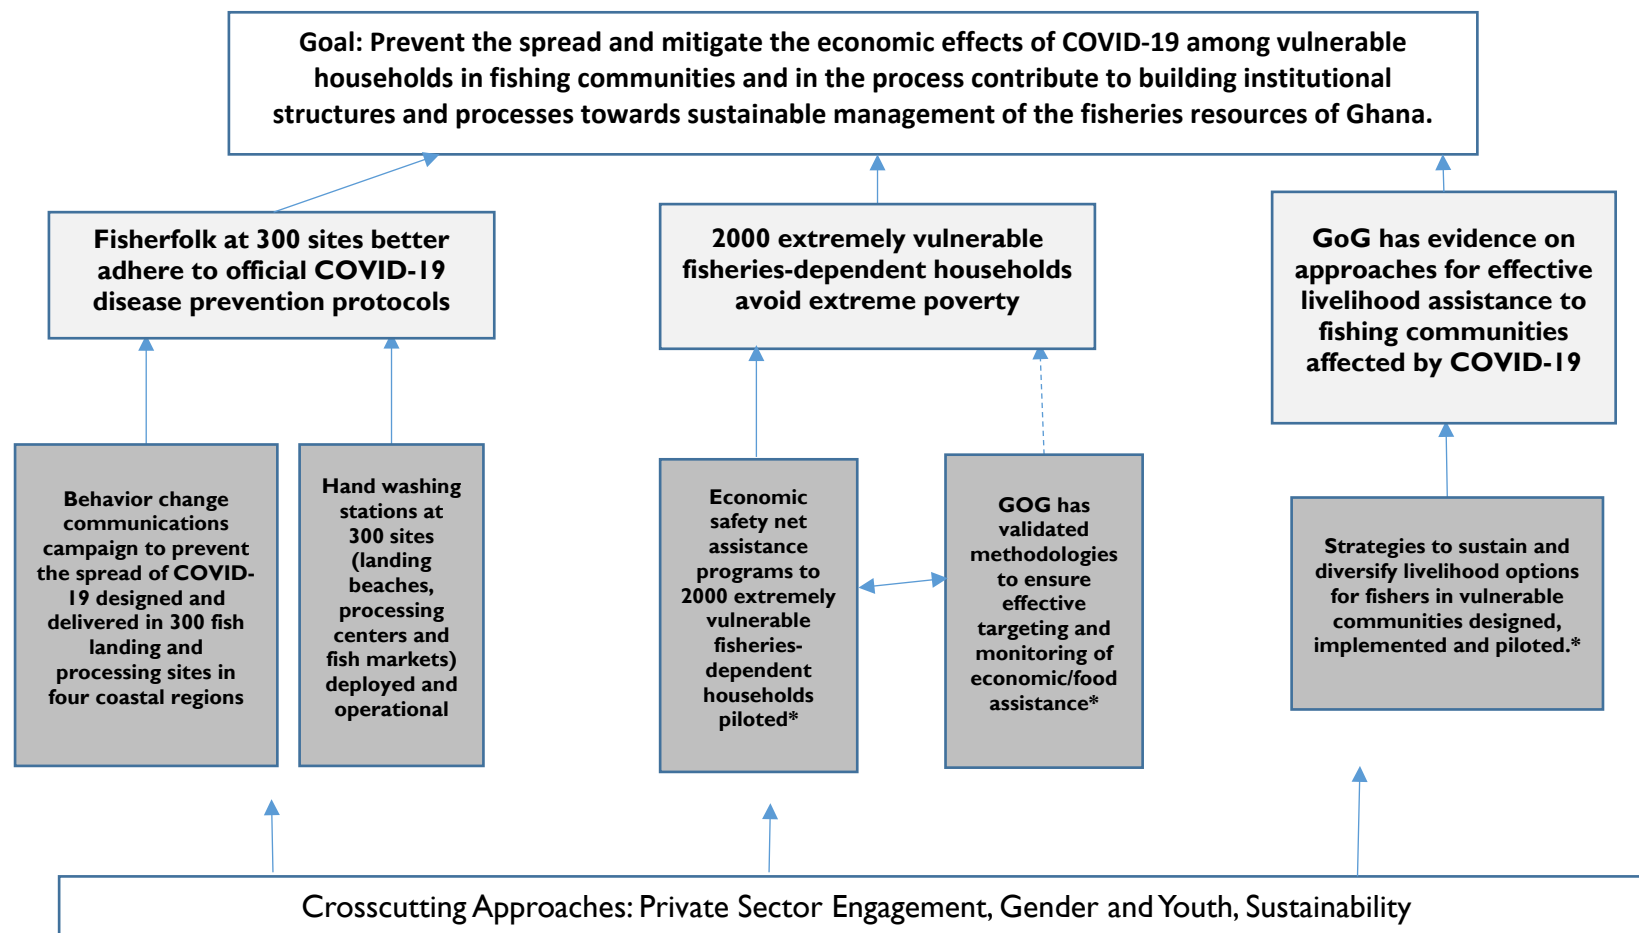 Goal: Prevent the spread and mitigate the economic effects of COVID-19 among vulnerable
households in fishing communities and in the process contribute to building institutional
structures and processes towards sustainable management of the fisheries resources of Ghana.
Fisherfolk at 300 sites better
adhere to official COVID-19
disease prevention protocols
2000 extremely vulnerable
fisheries-dependent households
avoid extreme poverty
GoG has evidence on
approaches for effective
livelihood assistance to
fishing communities
affected by COVID-19
Behavior change
communications
campaign to prevent
the spread of COVID-
19 designed and
delivered in 300 fish
landing and
processing sites in
four coastal regions
Hand washing
stations at
300 sites
(landing
beaches,
processing
centers and
fish markets)
deployed and
operational
Economic
safety net
assistance
programs to
2000 extremely
vulnerable
fisheries-
dependent
households
piloted*
GOG has
validated
methodologies
to ensure
effective
targeting and
monitoring of
economic/food
assistance*
Strategies to sustain and
diversify livelihood options
for fishers in vulnerable
communities designed,
implemented and piloted.*
Crosscutting Approaches: Private Sector Engagement, Gender and Youth, Sustainability